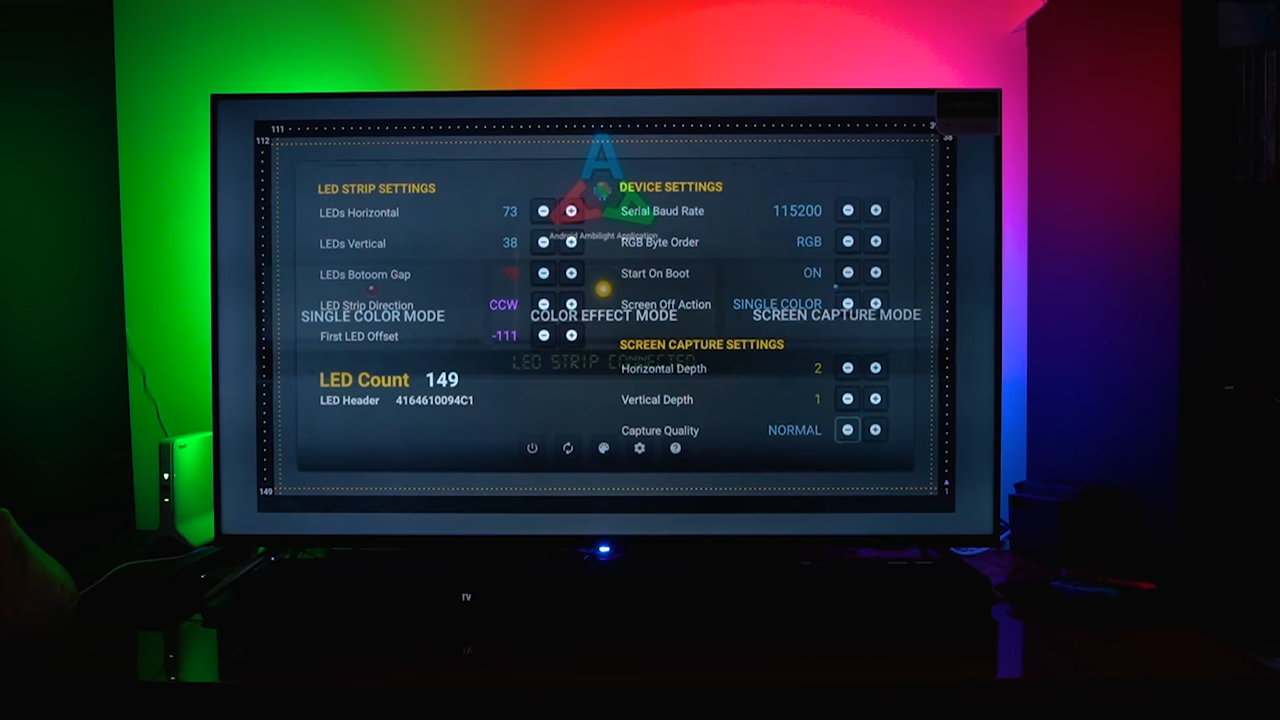 111
112
38
LED STRIP SETTINGS
LEDs Horizontal 73
LEDs Vertical 38
LEDs Botoom Gap
LED Strip Direction CCW
First LED Offset -111
LED Count 149
LED Header 4164610094C1
Android Ambilight Application
DEVICE SETTINGS
Serial Baud Rate 115200
RGB Byte Order RGB
Start On Boot ON
Screen Off Action SINGLE COLOR
SINGLE COLOR MODE COLOR EFFECT MODE SCREEN CAPTURE MODE
SCREEN CAPTURE SETTINGS
LED STRIP CONNECTED
Horizontal Depth 2
Vertical Depth 1
Capture Quality NORMAL
149
1
TV